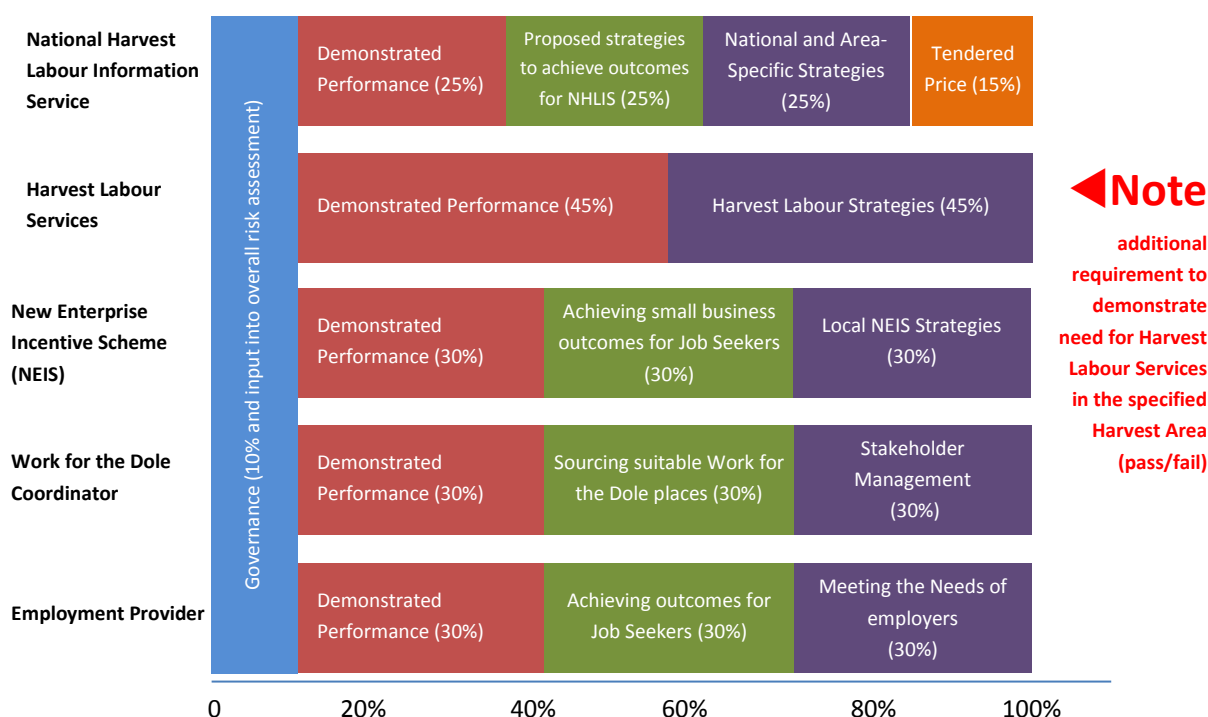 National Harvest
Labour Information
Service
Governance (10% and input into overall risk assessment)
Demonstrated
Performance (25%)
Proposed strategies
to achieve outcomes
for NHLIS (25%)
National and Area-
Specific Strategies
(25%)
Tendered
Price (15%)
Harvest Labour
Services
Demonstrated Performance (45%)
Harvest Labour Strategies (45%)
Note
additional
requirement to
demonstrate
need for Harvest
Labour Services
in the specified
Harvest Area
(pass/fail)
New Enterprise
Incentive Scheme
(NEIS)
Demonstrated
Performance (30%)
Achieving small business
outcomes for Job Seekers
(30%)
Local NEIS Strategies
(30%)
Work for the Dole
Coordinator
Demonstrated
Performance (30%)
Sourcing suitable Work for
the Dole places (30%)
Stakeholder
Management
(30%)
Employment Provider
Demonstrated
Performance (30%)
Achieving outcomes for
Job Seekers (30%)
Meeting the Needs of
employers
(30%)
0 20% 40% 60% 80% 100%